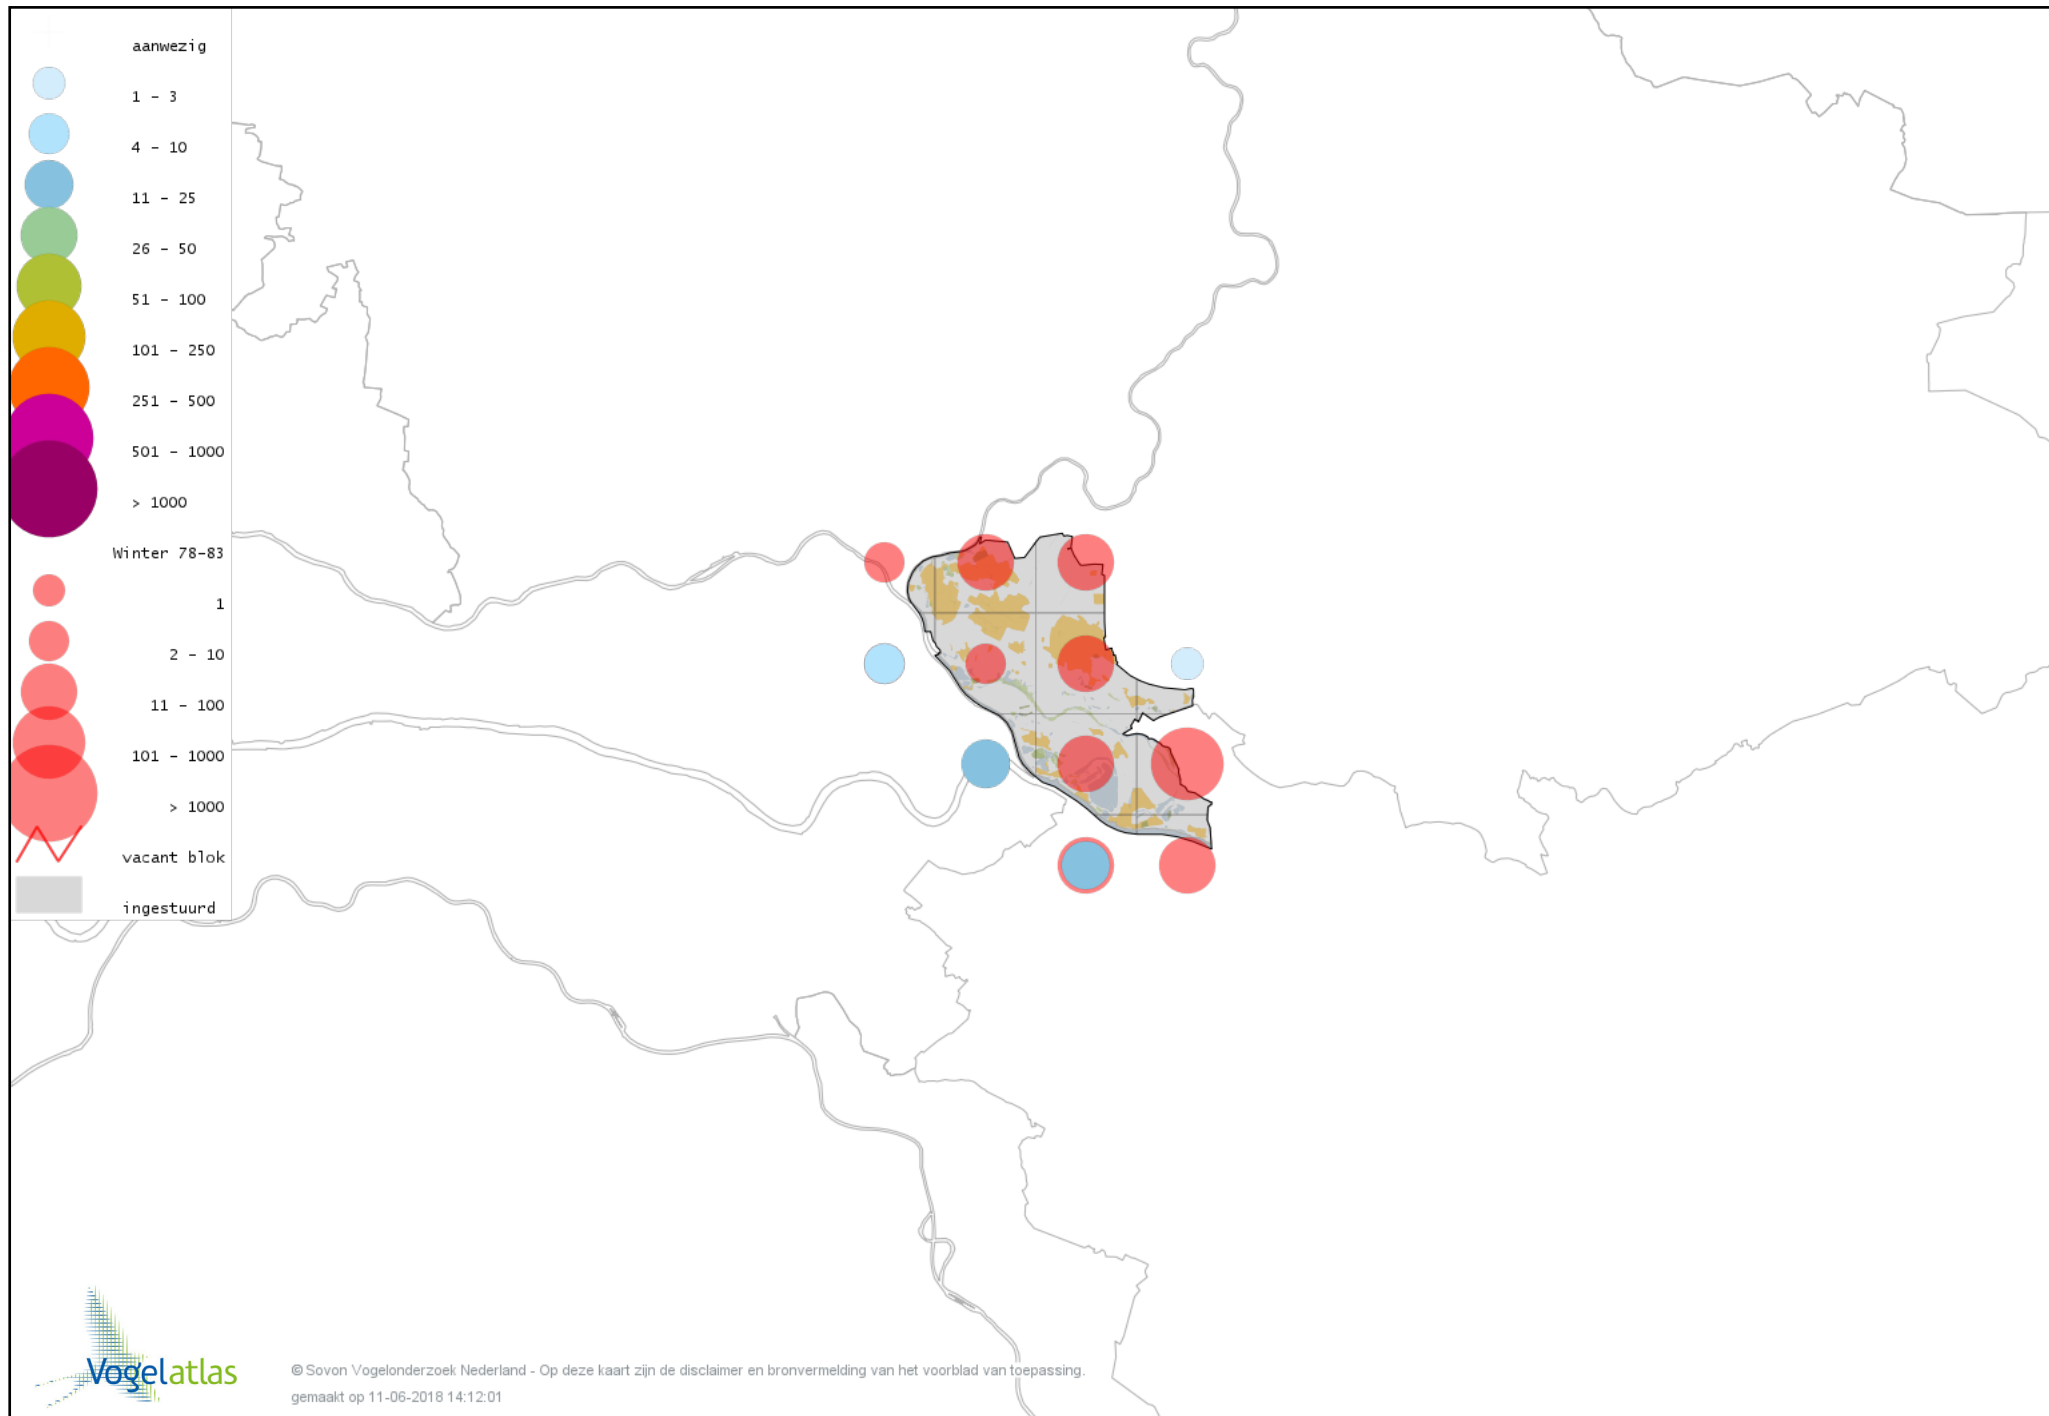 aanwezig
1 - 3
4 - 10
11 - 25
26 - 50
51 - 100
101 - 250
251 - 500
501 - 1000
> 1000
Winter 78-83
1
2 - 10
11 - 100
101 - 1000
> 1000
vacant blok
ingestuurd
Vogelatlas
© Sovon Vogelonderzoek Nederland - Op deze kaart zijn de disclaimer en bronvermelding van het voorblad van toepassing.
gemaakt op 11-06-2018 14:12:01